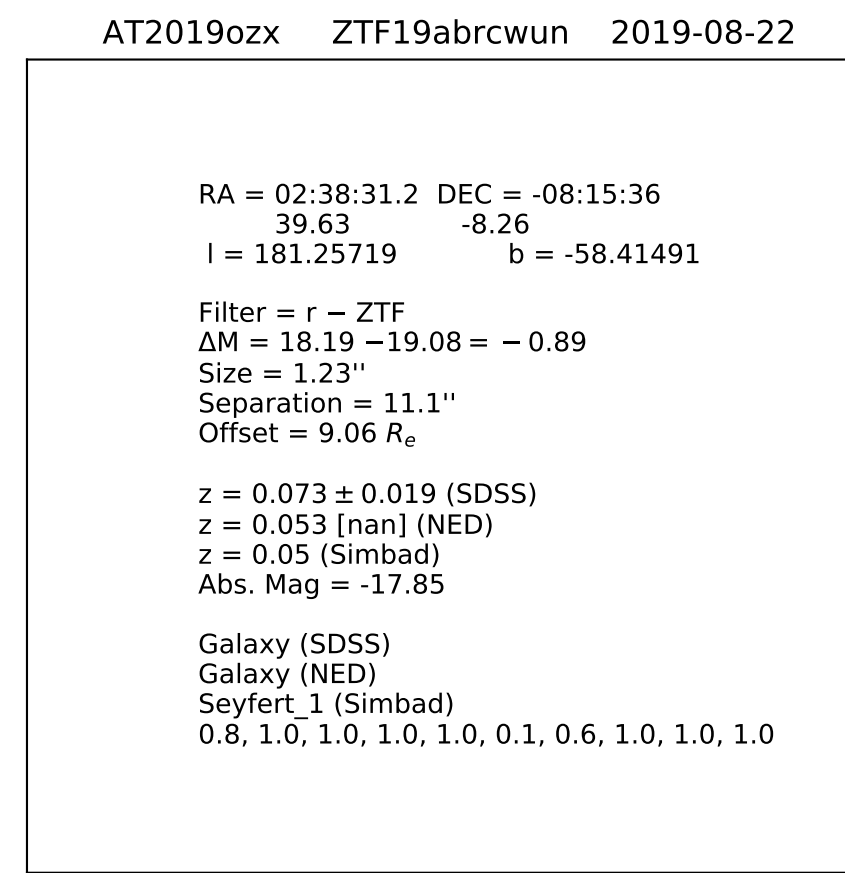 AT2019ozx ZTF19abrcwun 2019-08-22
RA = 02:38:31.2 DEC = -08:15:36
39.63 -8.26
l = 181.25719 b = -58.41491
Filter = r − ZTF
ΔM = 18.19 −19.08 = − 0.89
Size = 1.23''
Separation = 11.1''
Offset = 9.06 Rₑ
z = 0.073 ± 0.019 (SDSS)
z = 0.053 [nan] (NED)
z = 0.05 (Simbad)
Abs. Mag = -17.85
Galaxy (SDSS)
Galaxy (NED)
Seyfert_1 (Simbad)
0.8, 1.0, 1.0, 1.0, 1.0, 0.1, 0.6, 1.0, 1.0, 1.0